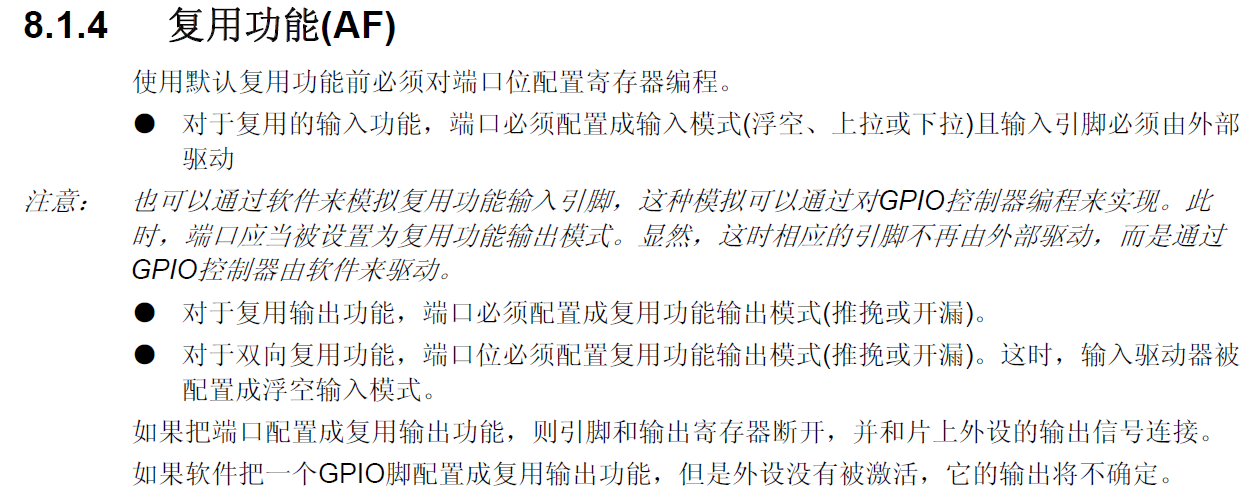 8.1.4 复用功能(AF)
使用默认复用功能前必须对端口位配置寄存器编程。
● 对于复用的输入功能，端口必须配置成输入模式(浮空、上拉或下拉)且输入引脚必须由外部
驱动
注意： 也可以通过软件来模拟复用功能输入引脚，这种模拟可以通过对GPIO控制器编程来实现。此
时，端口应当被设置为复用功能输出模式。显然，这时相应的引脚不再由外部驱动，而是通过
GPIO控制器由软件来驱动。
● 对于复用输出功能，端口必须配置成复用功能输出模式(推挽或开漏)。
● 对于双向复用功能，端口位必须配置复用功能输出模式(推挽或开漏)。这时，输入驱动器被
配置成浮空输入模式。
如果把端口配置成复用输出功能，则引脚和输出寄存器断开，并和片上外设的输出信号连接。
如果软件把一个GPIO脚配置成复用输出功能，但是外设没有被激活，它的输出将不确定。